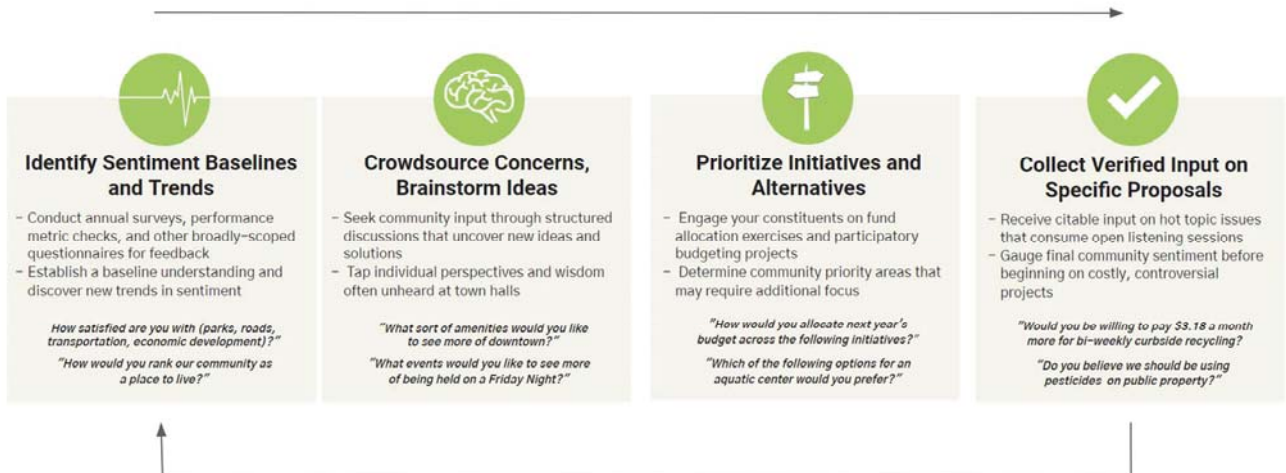 Identify Sentiment Baselines
and Trends
– Conduct annual surveys, performance
metric checks, and other broadly-scoped
questionnaires for feedback
– Establish a baseline understanding and
discover new trends in sentiment
How satisfied are you with (parks, roads,
transportation, economic development)?"
"How would you rank our community as
a place to live?"
Crowdsource Concerns,
Brainstorm Ideas
– Seek community input through structured
discussions that uncover new ideas and
solutions
– Tap individual perspectives and wisdom
often unheard at town halls
"What sort of amenities would you like
to see more of downtown?"
"What events would you like to see more
of being held on a Friday Night?"
Prioritize Initiatives and
Alternatives
– Engage your constituents on fund
allocation exercises and participatory
budgeting projects
– Determine community priority areas that
may require additional focus
"How would you allocate next year's
budget across the following initiatives?"
"Which of the following options for an
aquatic center would you prefer?"
Collect Verified Input on
Specific Proposals
– Receive citable input on hot topic issues
that consume open listening sessions
– Gauge final community sentiment before
beginning on costly, controversial
projects
"Would you be willing to pay $3.18 a month
more for bi-weekly curbside recycling?
"Do you believe we should be using
pesticides on public property?"